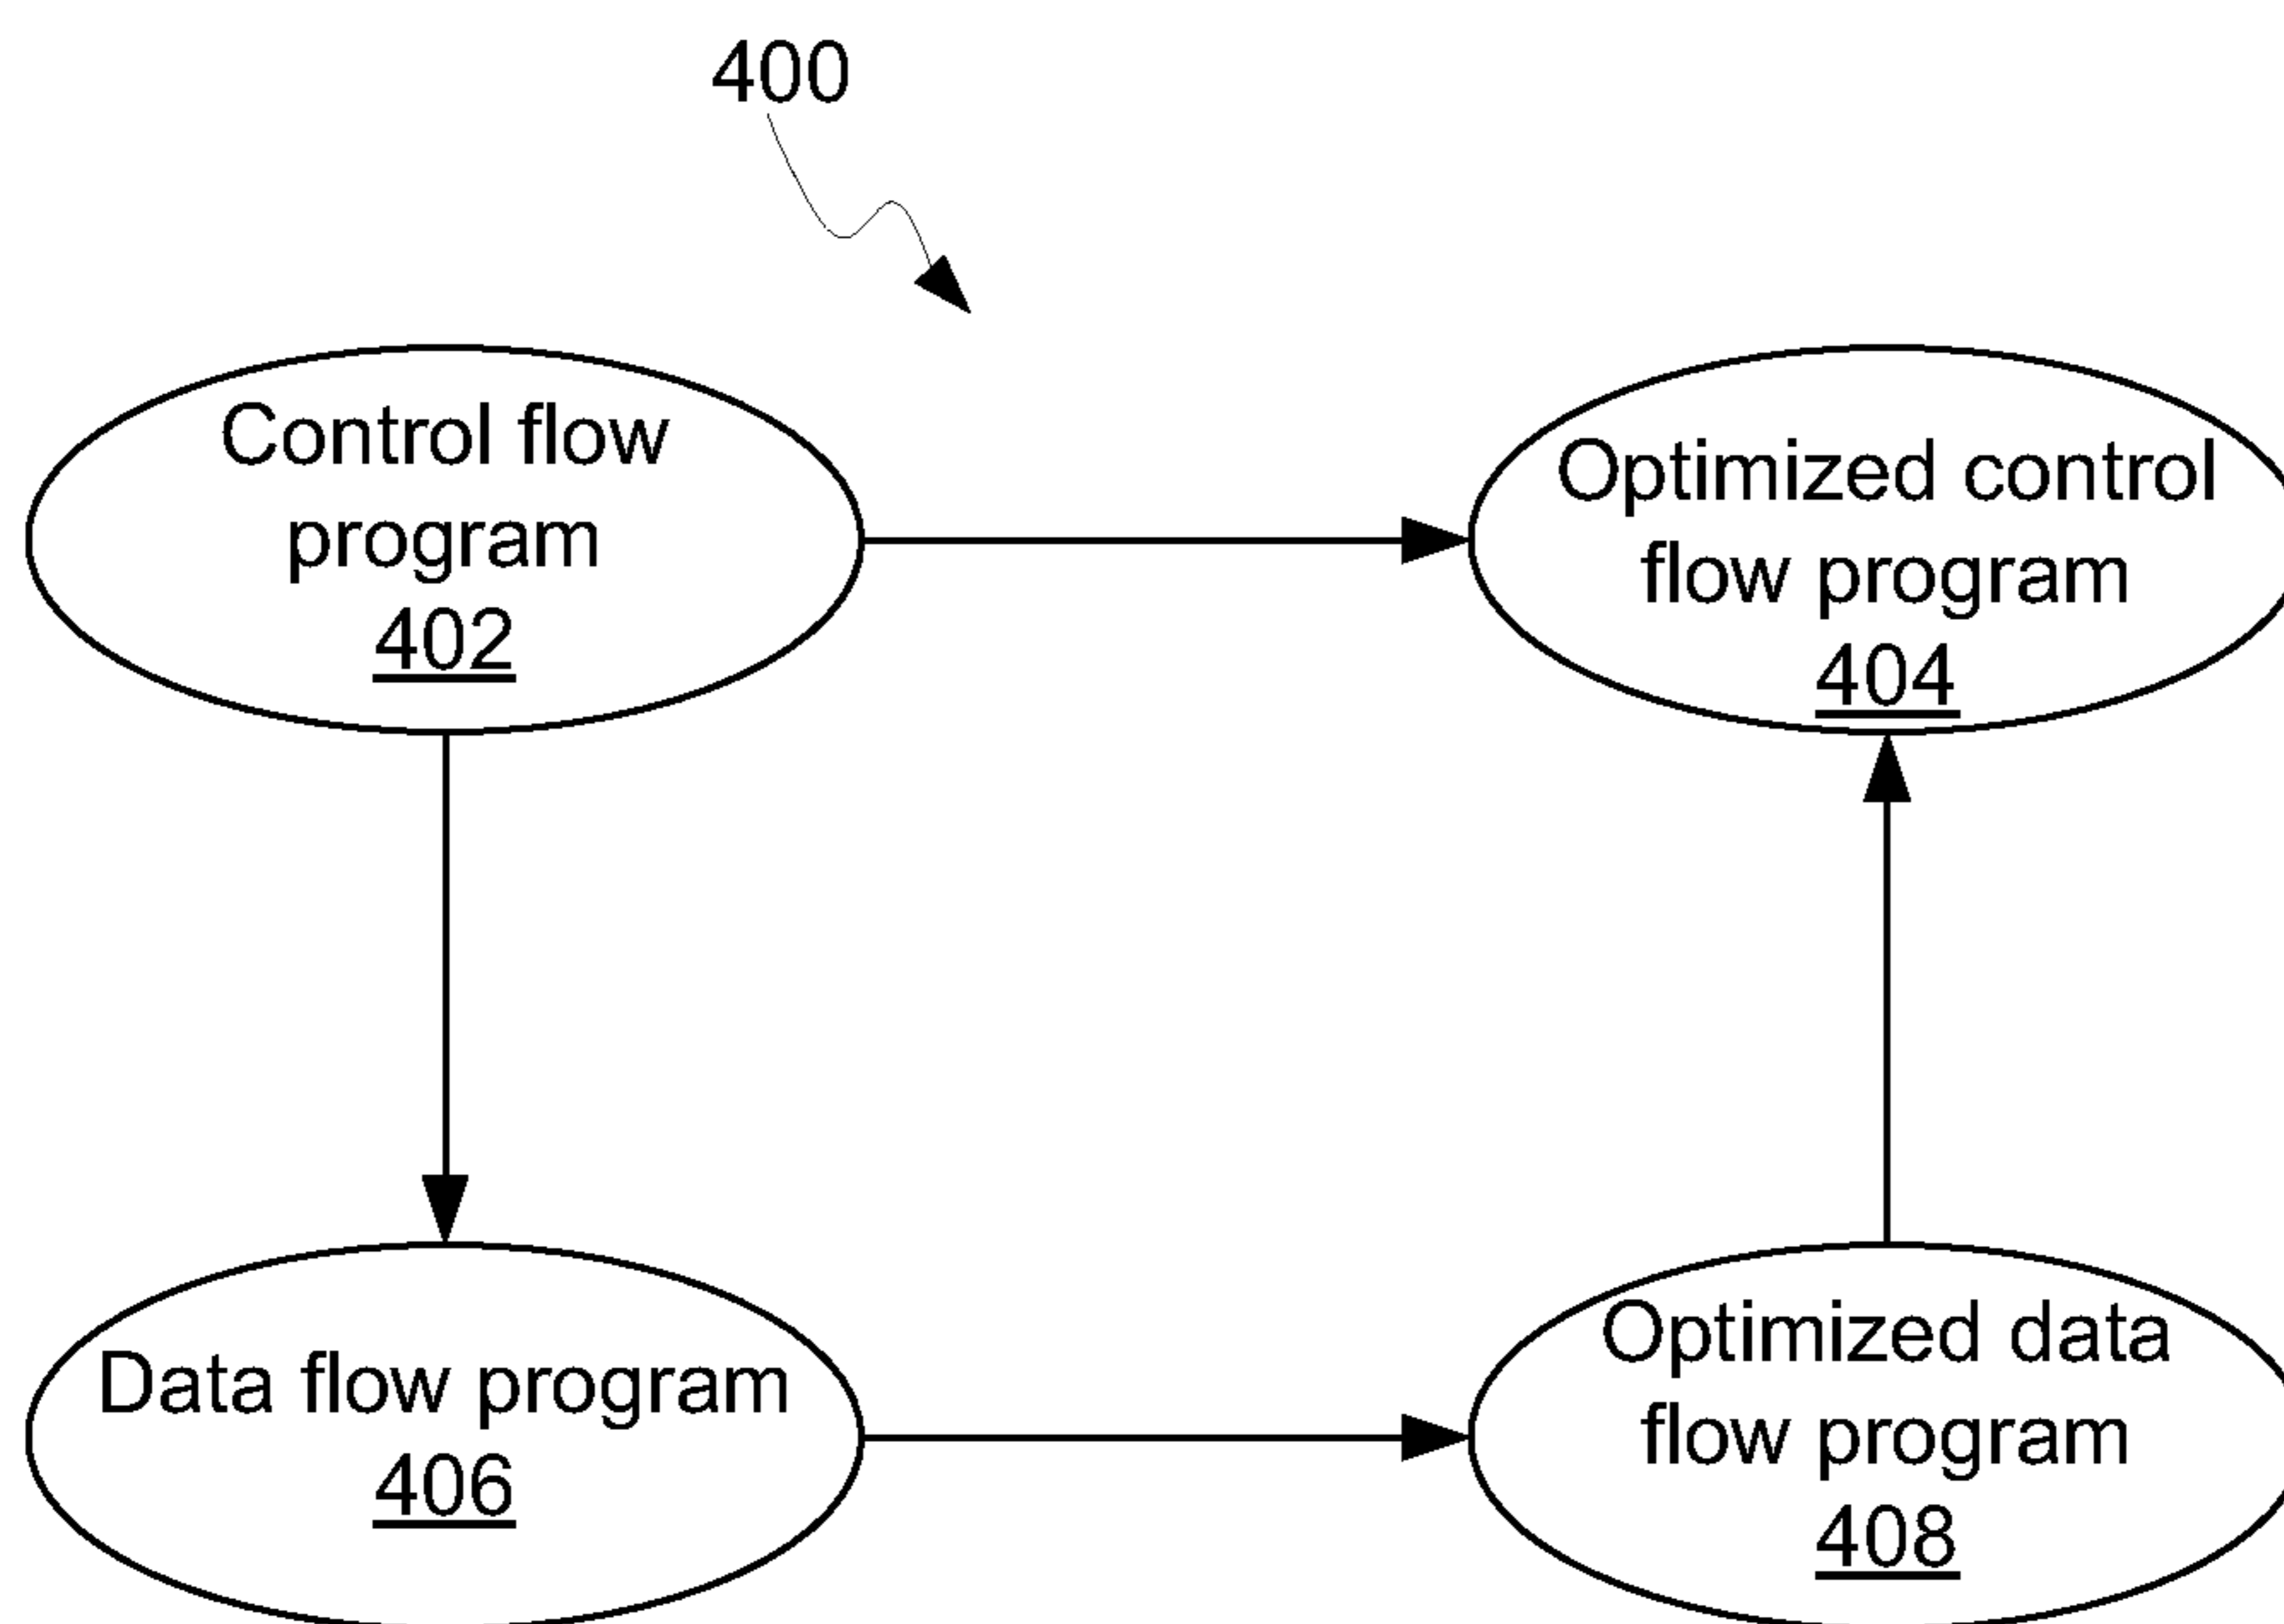 400
Control flow
program
402
Optimized control
flow program
404
Data flow program
406
Optimized data
flow program
408